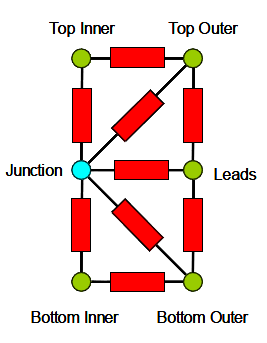 Top Inner
Top Outer
Junction
Leads
Bottom Inner
Bottom Outer